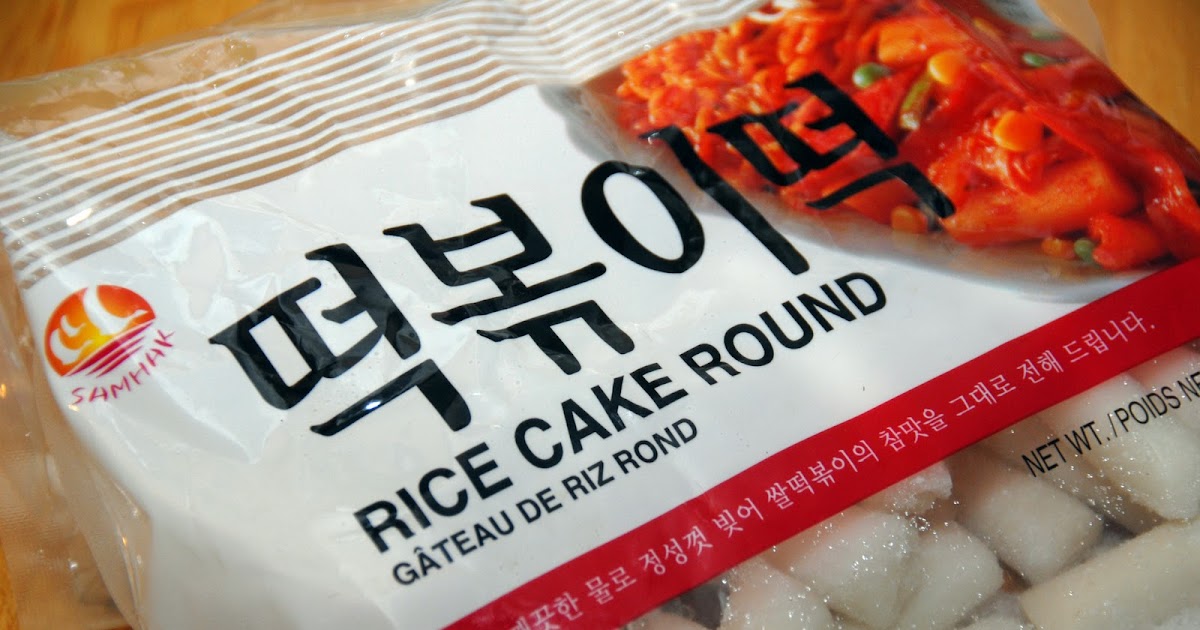 떡볶이떡
SAMHAK
RICE CAKE ROUND
GÂTEAU DE RIZ ROND
물로 정성껏 빚어 쌀떡볶이의 참맛을 그대로 전해 드립니다.
NET WT. / POIDS